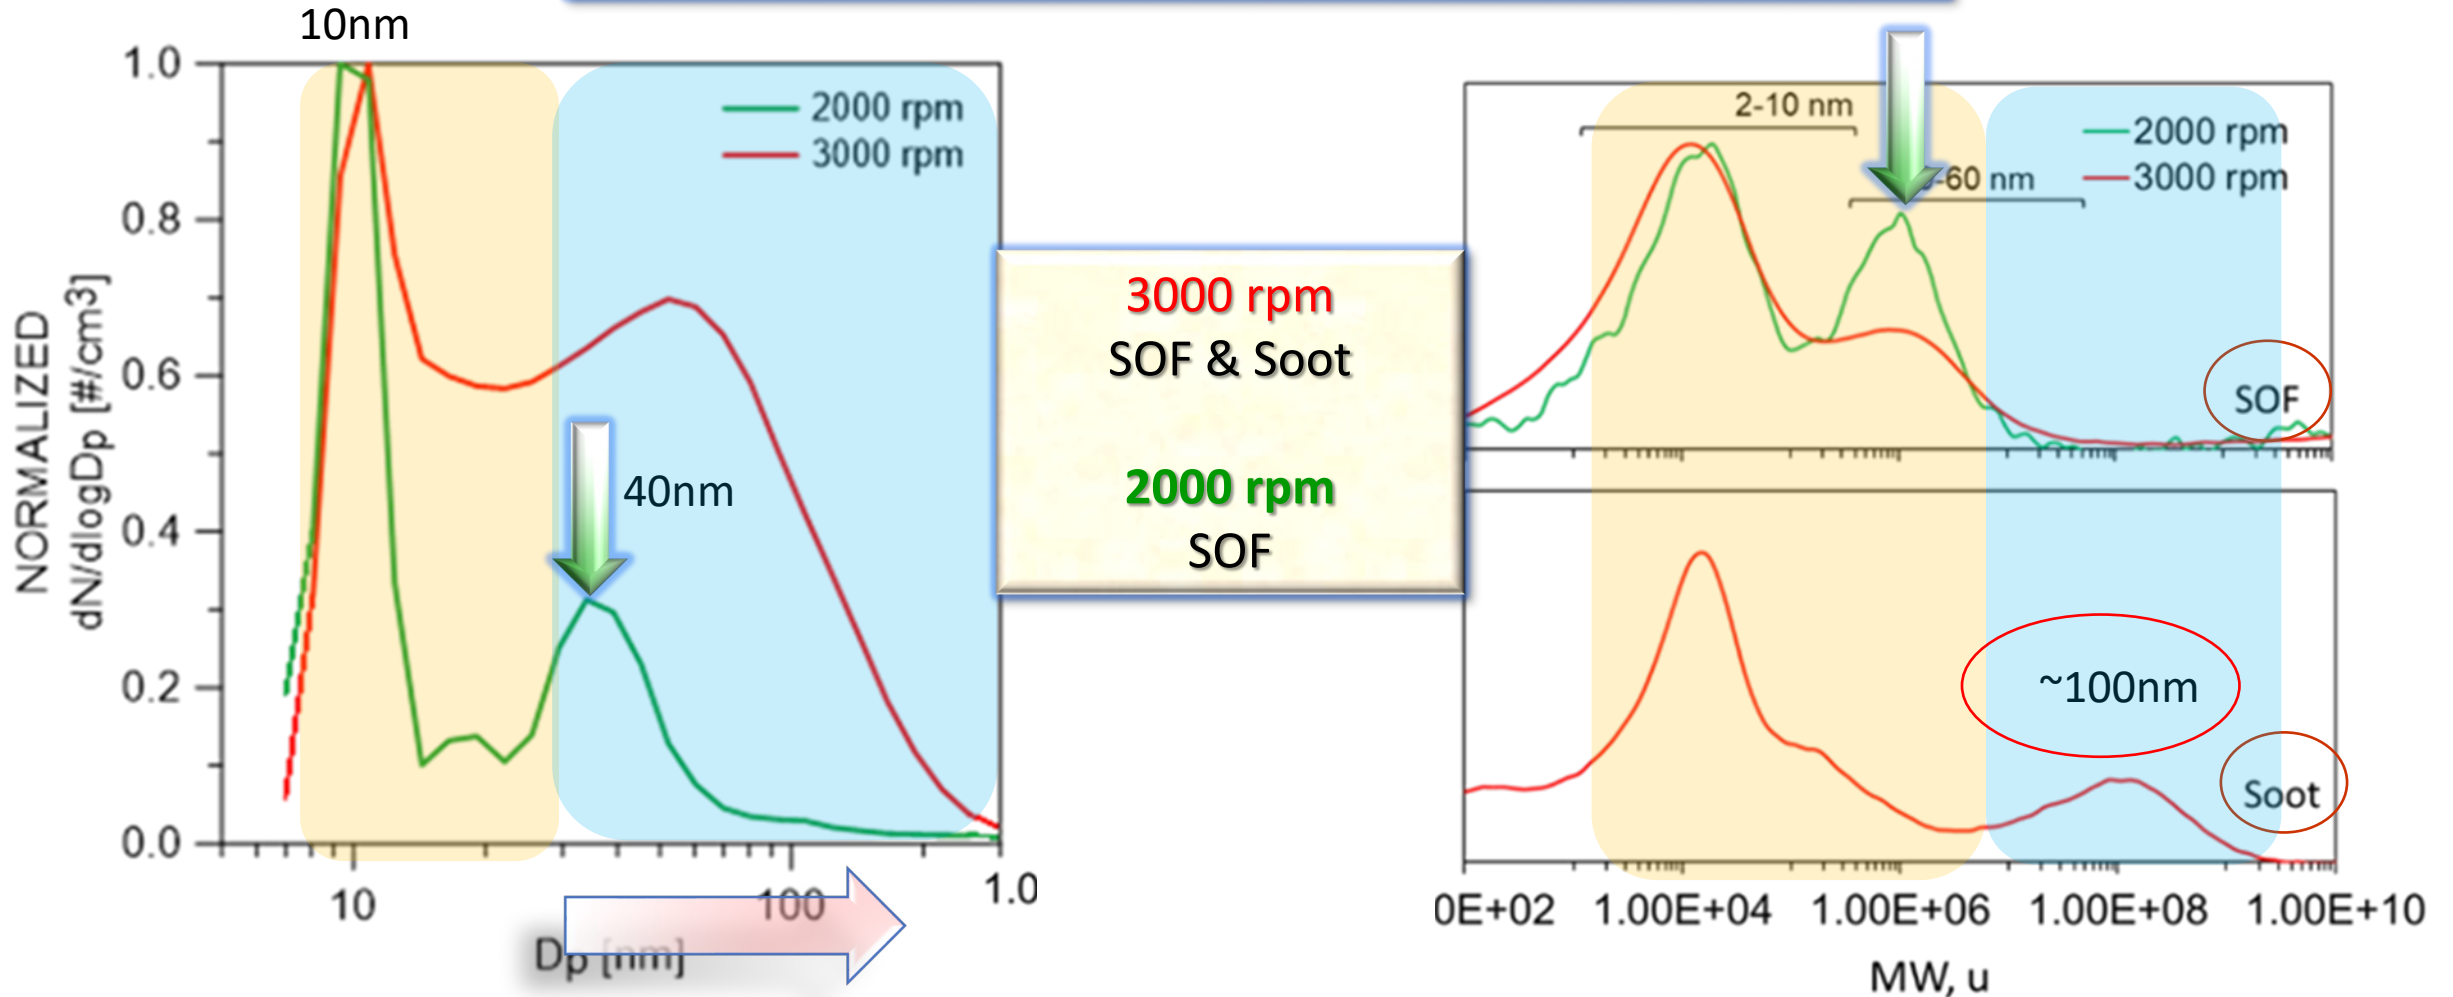 10nm
1.0
0.8
0.6
0.4
0.2
0.0
NORMALIZED
dN/dlogDp [#/cm3]
2000 rpm
3000 rpm
40nm
10
100
1.0
Dp [nm]
3000 rpm
SOF & Soot
2000 rpm
SOF
2-10 nm
-60 nm
2000 rpm
3000 rpm
SOF
~100nm
Soot
0E+02
1.00E+04
1.00E+06
1.00E+08
1.00E+10
MW, u